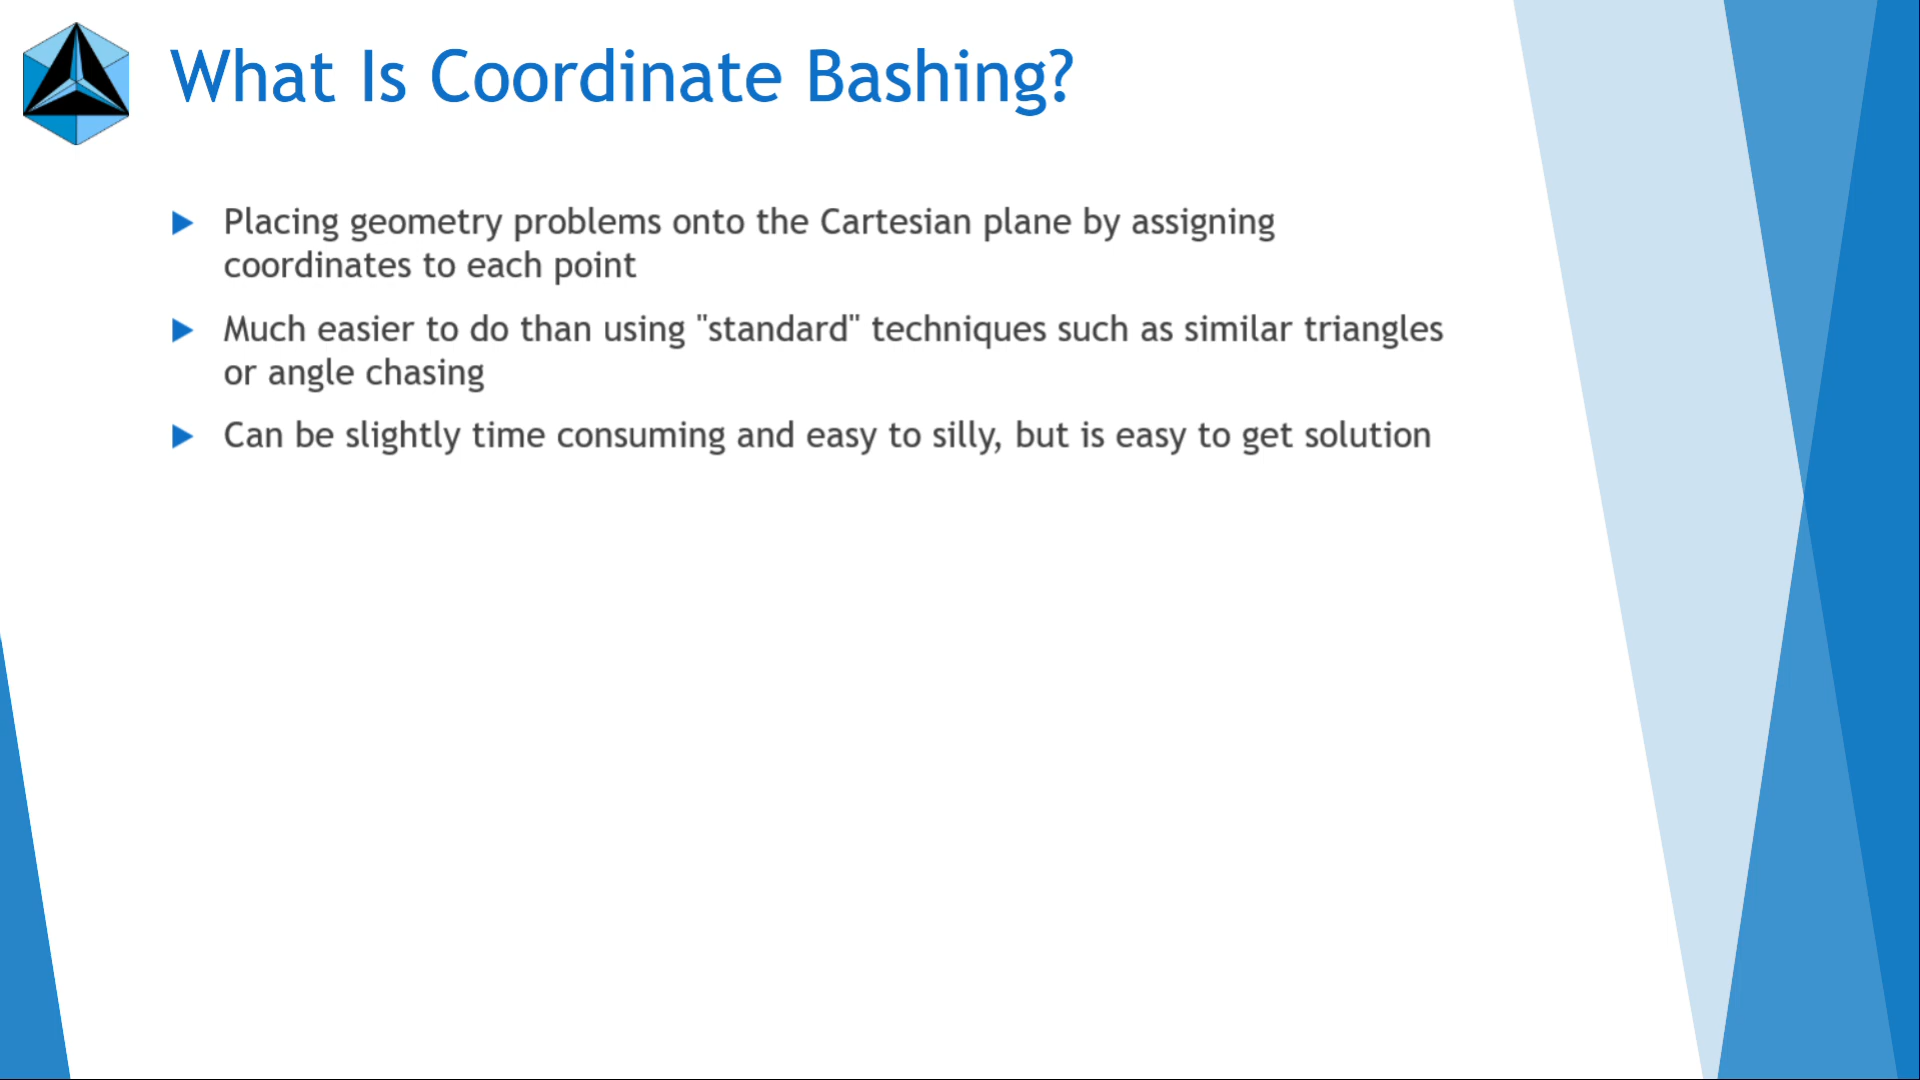 What Is Coordinate Bashing?
Placing geometry problems onto the Cartesian plane by assigning
coordinates to each point
Much easier to do than using "standard" techniques such as similar triangles
or angle chasing
Can be slightly time consuming and easy to silly, but is easy to get solution